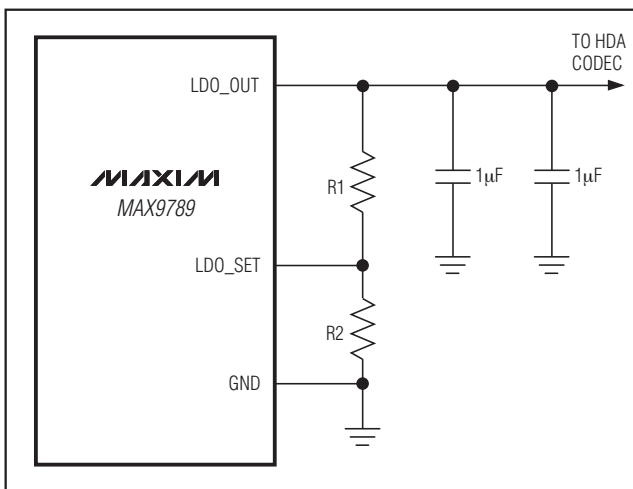 TO HDA
CODEC
LDO_OUT
R1
1µF
1µF
MAXIM
MAX9789
LDO_SET
R2
GND